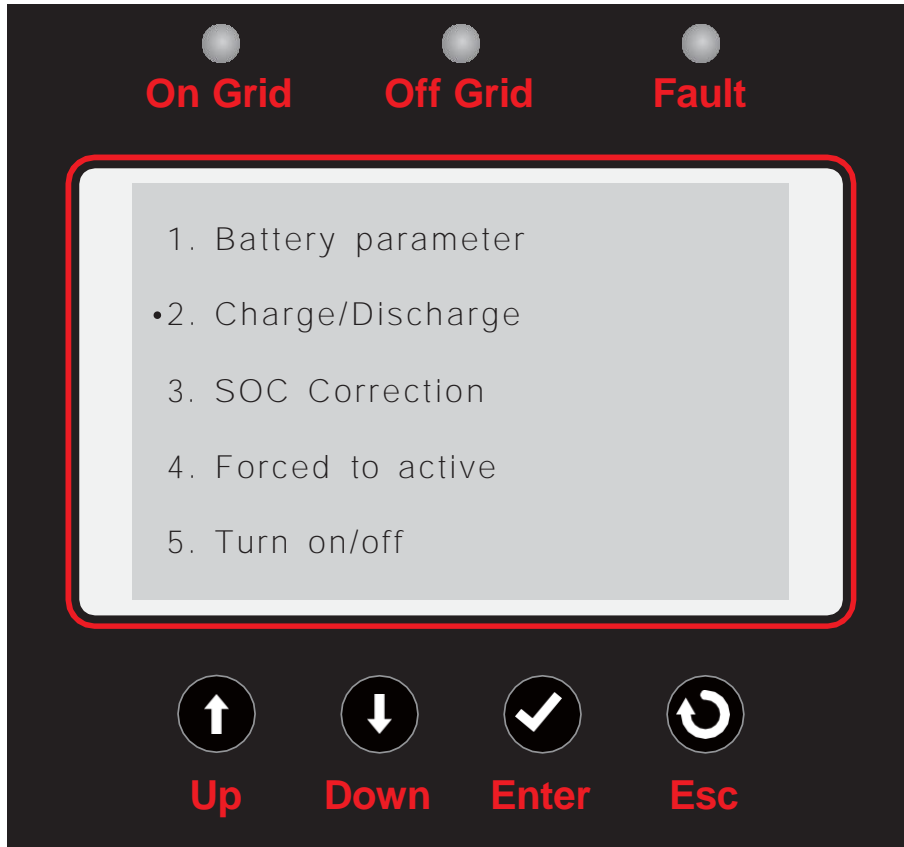 On Grid Off Grid Fault
1. Battery parameter
•2. Charge/Discharge
3. SOC Correction
4. Forced to active
5. Turn on/off
Up Down Enter Esc